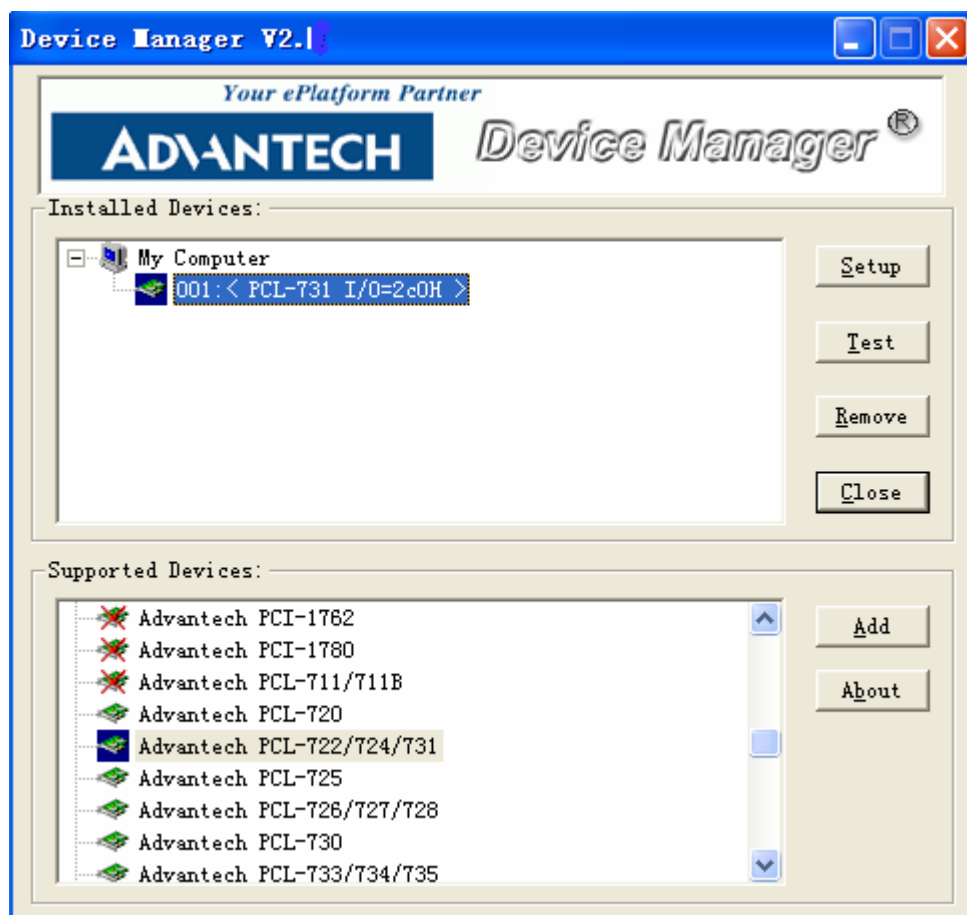 Device Manager V2.
Your ePlatform Partner
ADVANTECH Device Manager ®
Installed Devices:
My Computer
001:< PCL-731 I/O=2c0H >
Setup
Test
Remove
Close
Supported Devices:
Advantech PCI-1762
Advantech PCI-1780
Advantech PCL-711/711B
Advantech PCL-720
Advantech PCL-722/724/731
Advantech PCL-725
Advantech PCL-726/727/728
Advantech PCL-730
Advantech PCL-733/734/735
Add
About